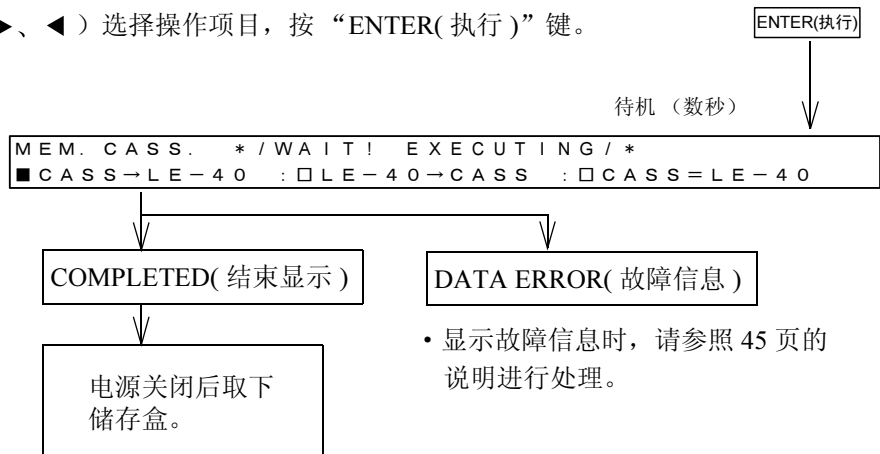 ▶、◀ ）选择操作项目，按 “ENTER( 执行 )”键。
ENTER(执行)
待机 （数秒）
MEM. CASS. */WAIT! EXECUTING/*
■CASS→LE－40 :□LE－40→CASS :□CASS＝LE－40
COMPLETED( 结束显示 )
DATA ERROR( 故障信息 )
・显示故障信息时，请参照 45 页的
说明进行处理。
电源关闭后取下
储存盒。